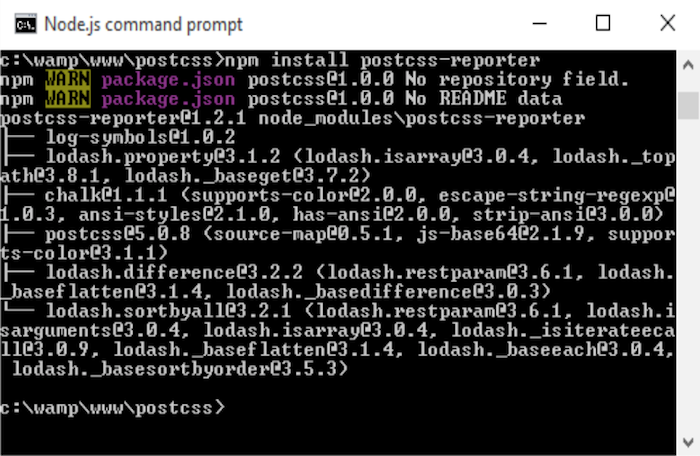 Node.js command prompt
c:\wamp\www\postcss>npm install postcss-reporter
npm WARN package.json postcss@1.0.0 No repository field.
npm WARN package.json postcss@1.0.0 No README data
postcss-reporter@1.2.1 node_modules\postcss-reporter
├── log-symbols@1.0.2
├── lodash.property@3.1.2 (lodash.isarray@3.0.4, lodash._top
ath@3.8.1, lodash._baseget@3.7.2)
├── chalk@1.1.1 (supports-color@2.0.0, escape-string-regexp@
1.0.3, ansi-styles@2.1.0, has-ansi@2.0.0, strip-ansi@3.0.0)
├── postcss@5.0.8 (source-map@0.5.1, js-base64@2.1.9, suppor
ts-color@3.1.1)
├── lodash.difference@3.2.2 (lodash.restparam@3.6.1, lodash.
_baseflatten@3.1.4, lodash._basedifference@3.0.3)
└── lodash.sortbyall@3.2.1 (lodash.restparam@3.6.1, lodash.i
sarguments@3.0.4, lodash.isarray@3.0.4, lodash._isiterateeca
ll@3.0.9, lodash._baseflatten@3.1.4, lodash._baseeach@3.0.4,
lodash._basesortbyorder@3.5.3)
c:\wamp\www\postcss>